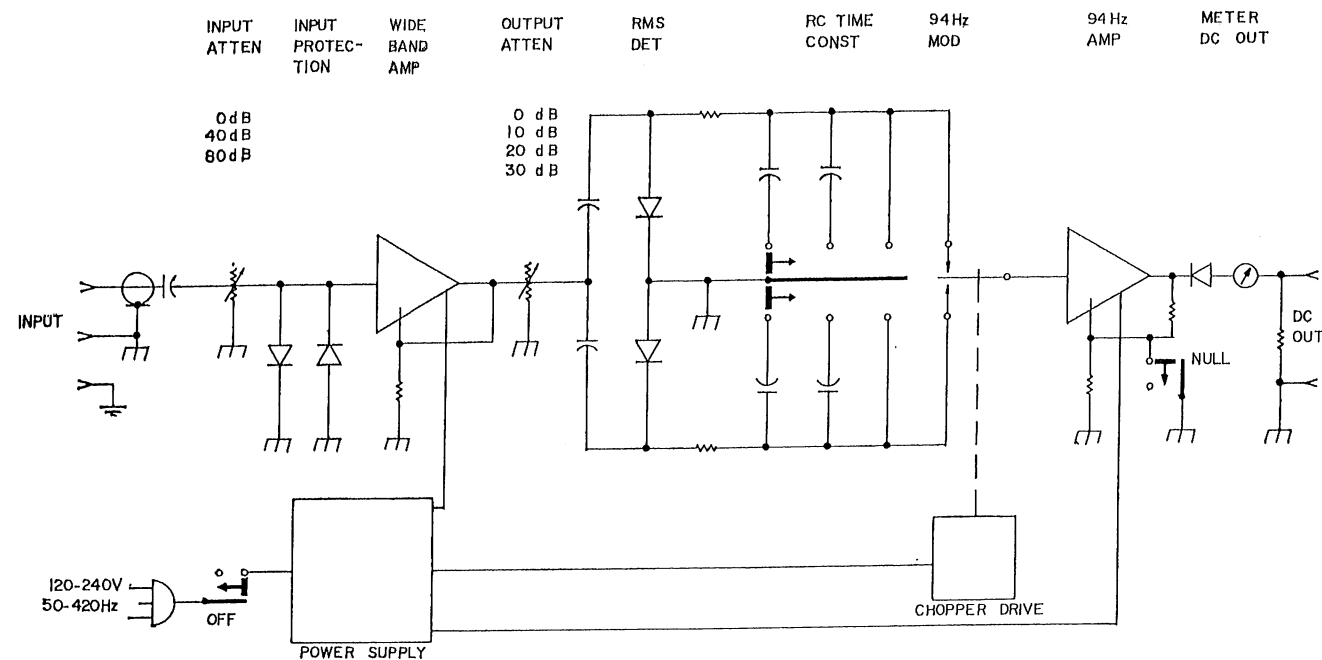 INPUT
ATTEN
INPUT
PROTEC-
TION
WIDE
BAND
AMP
OUTPUT
ATTEN
RMS
DET
RC TIME
CONST
94Hz
MOD
94Hz
AMP
METER
DC OUT
0dB
40dB
80dB
0 dB
10 dB
20 dB
30 dB
INPUT
DC
OUT
NULL
120-240V
50-420Hz
OFF
CHOPPER DRIVE
POWER SUPPLY